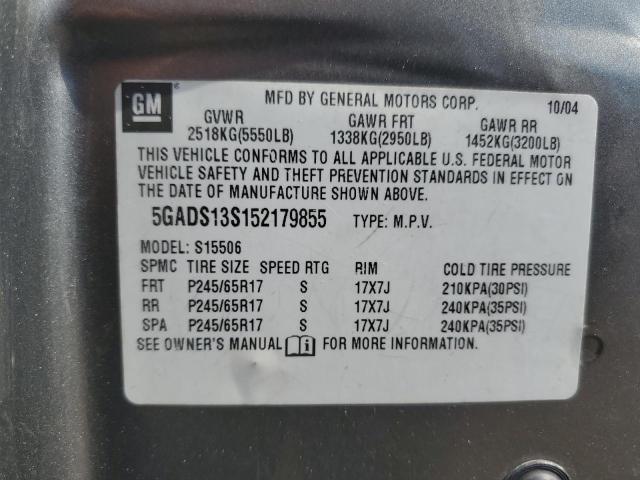 GM ®
MFD BY GENERAL MOTORS CORP. 10/04
GVWR GAWR FRT GAWR RR
2518KG(5550LB) 1338KG(2950LB) 1452KG(3200LB)
THIS VEHICLE CONFORMS TO ALL APPLICABLE U.S. FEDERAL MOTOR
VEHICLE SAFETY AND THEFT PREVENTION STANDARDS IN EFFECT ON
THE DATE OF MANUFACTURE SHOWN ABOVE.
5GADS13S152179855 TYPE: M.P.V.
MODEL: S15506
SPMC TIRE SIZE SPEED RTG RIM COLD TIRE PRESSURE
FRT P245/65R17 S 17X7J 210KPA(30PSI)
RR P245/65R17 S 17X7J 240KPA(35PSI)
SPA P245/65R17 S 17X7J 240KPA(35PSI)
SEE OWNER'S MANUAL i FOR MORE INFORMATION.